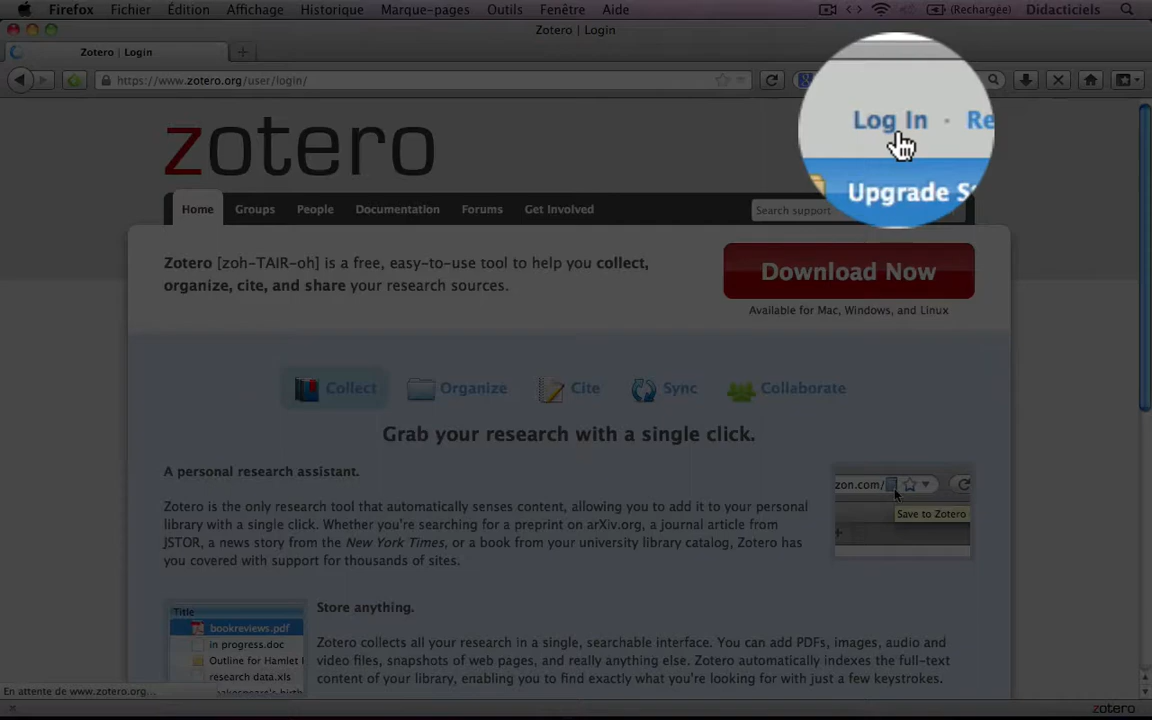 Firefox Fichier Édition Affichage Historique Marque-pages Outils Fenêtre Aide (Rechargée) Didacticiels
Zotero | Login
Zotero | Login
https://www.zotero.org/user/login/
Log In · Re
zotero
Upgrade S
Home Groups People Documentation Forums Get Involved Search support
Zotero [zoh-TAIR-oh] is a free, easy-to-use tool to help you collect,
organize, cite, and share your research sources.
Download Now
Available for Mac, Windows, and Linux
Collect Organize Cite Sync Collaborate
Grab your research with a single click.
A personal research assistant.
Zotero is the only research tool that automatically senses content, allowing you to add it to your personal
library with a single click. Whether you're searching for a preprint on arXiv.org, a journal article from
JSTOR, a news story from the New York Times, or a book from your university library catalog, Zotero has
you covered with support for thousands of sites.
zon.com/
Save to Zotero
Store anything.
Title
bookreviews.pdf
in progress.doc
Outline for Hamlet
research data.xls
Zotero collects all your research in a single, searchable interface. You can add PDFs, images, audio and
video files, snapshots of web pages, and really anything else. Zotero automatically indexes the full-text
content of your library, enabling you to find exactly what you're looking for with just a few keystrokes.
En attente de www.zotero.org...
zotero